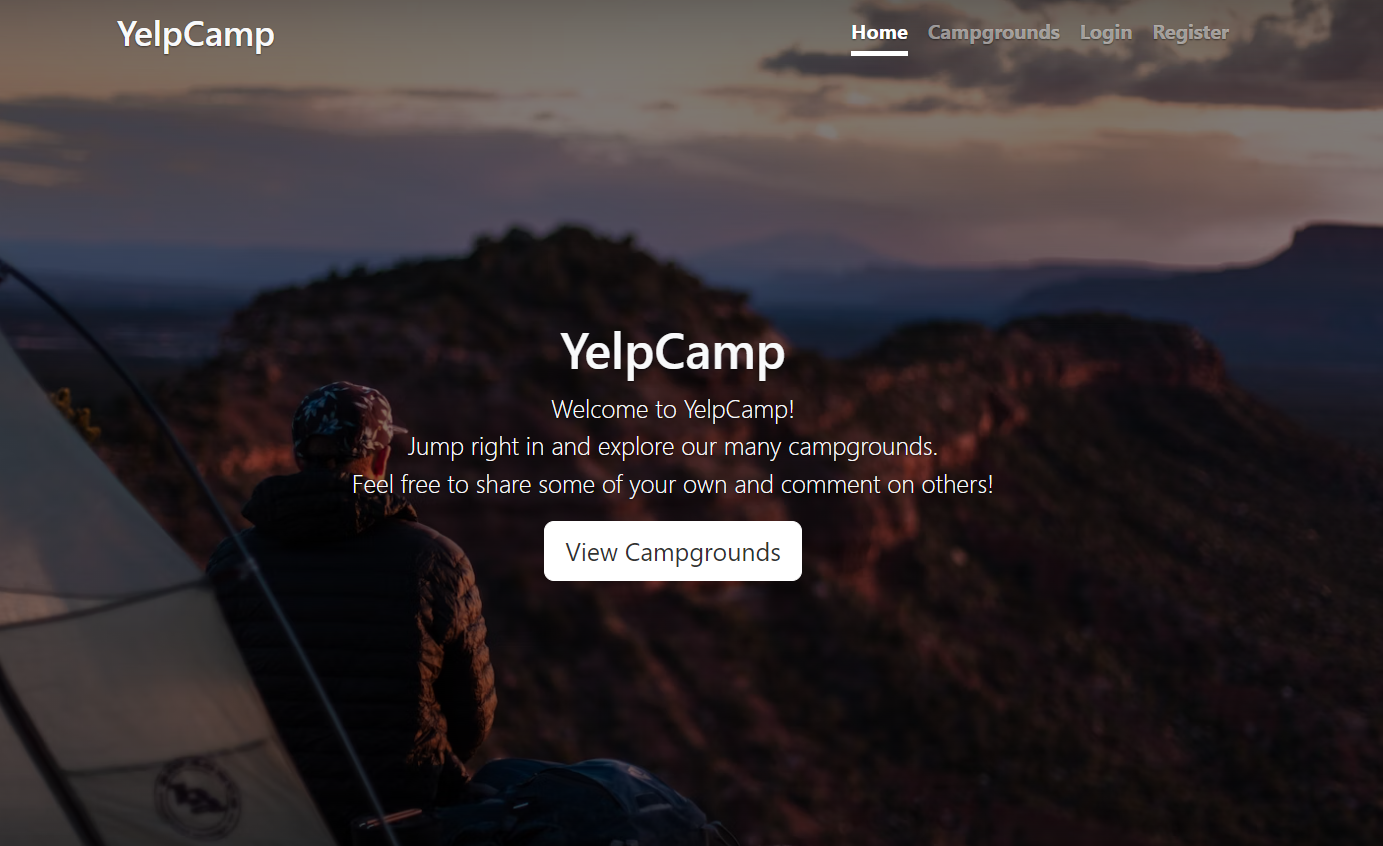 YelpCamp
Home Campgrounds Login Register
YelpCamp
Welcome to YelpCamp!
Jump right in and explore our many campgrounds.
Feel free to share some of your own and comment on others!
View Campgrounds